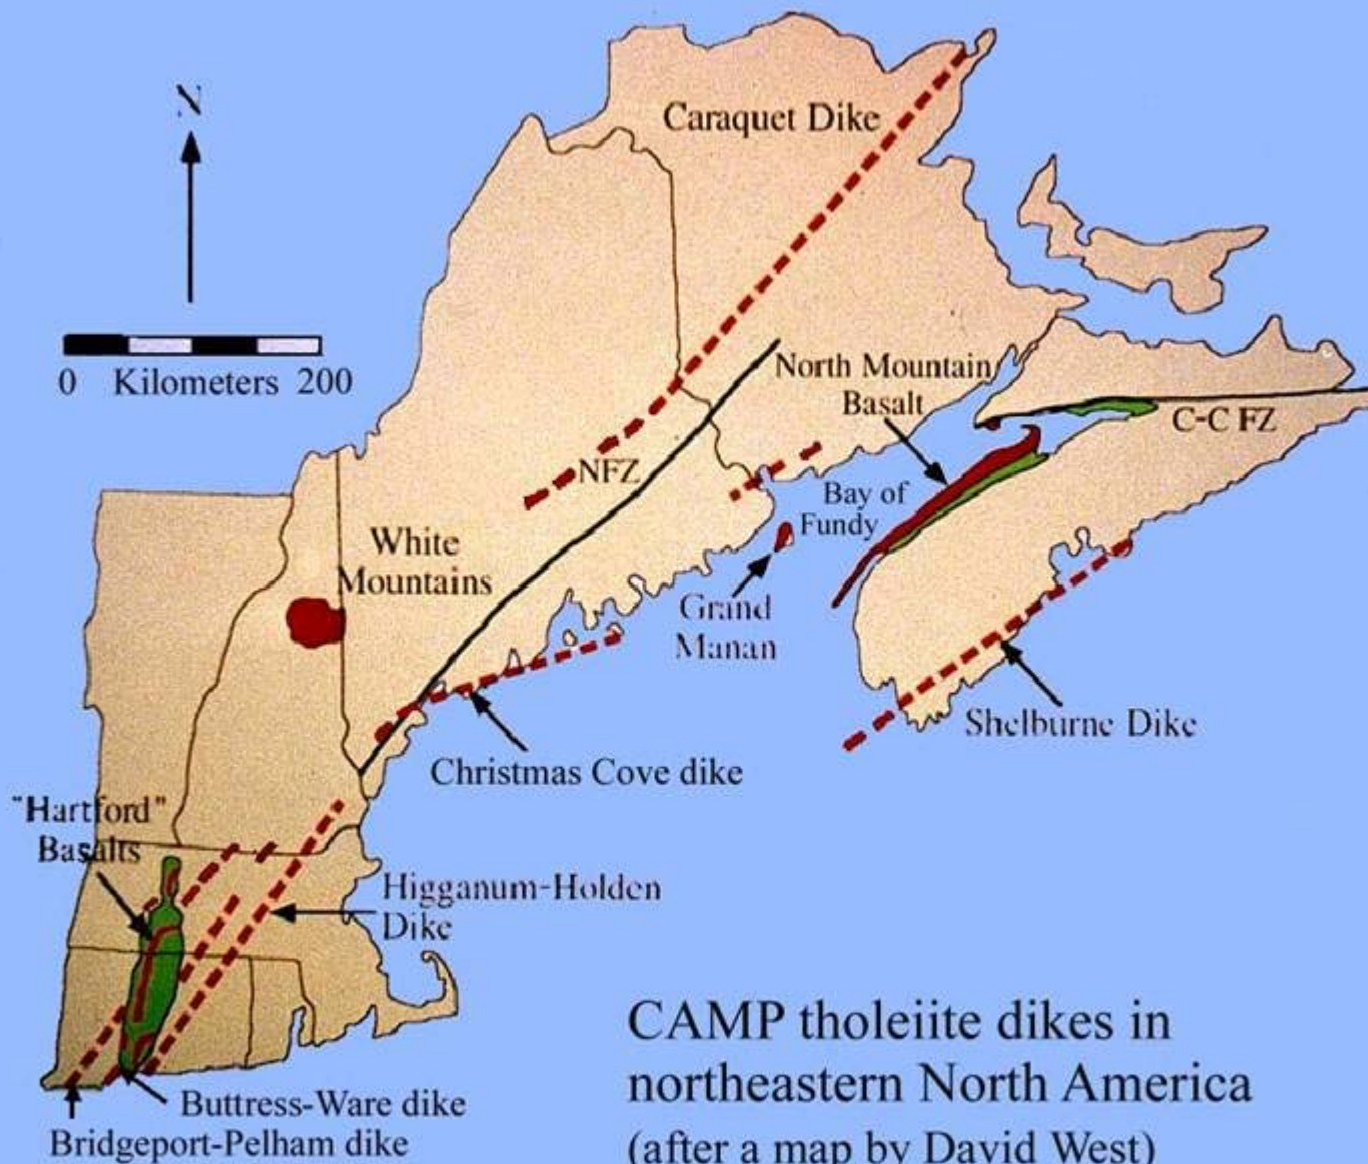 N
Caraquet Dike
0 Kilometers 200
North Mountain
Basalt
C-C FZ
NFZ
Bay of
Fundy
White
Mountains
Grand
Manan
Shelburne Dike
Christmas Cove dike
"Hartford"
Basalts
Higganum-Holden
Dike
CAMP tholeiite dikes in
northeastern North America
(after a map by David West)
Buttress-Ware dike
Bridgeport-Pelham dike